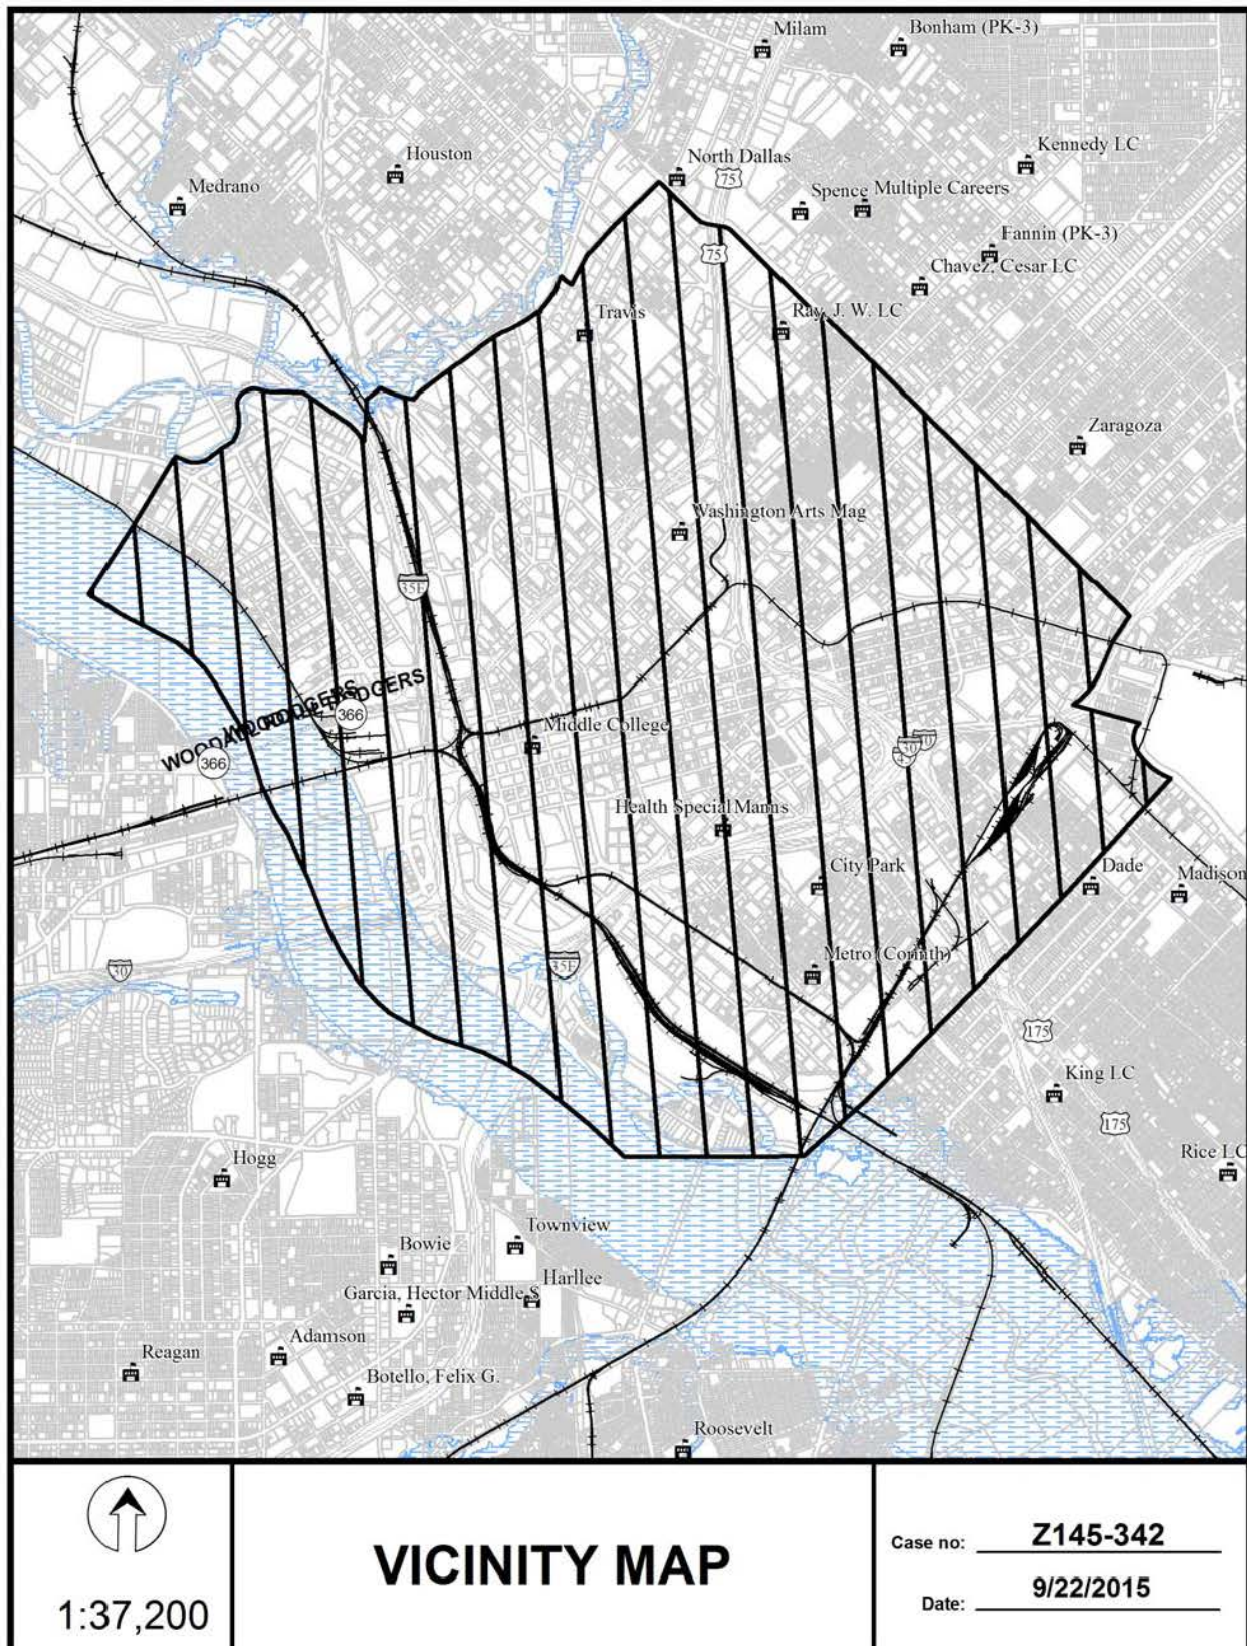 Milam
Bonham (PK-3)
Houston
North Dallas
Kennedy LC
Medrano
75
Spence
Multiple Careers
Fannin (PK-3)
75
Chavez, Cesar LC
Travis
Ray, J. W. LC
Zaragoza
Washington Arts Mag
35E
366
Middle College
366
30
Health Special
City Park
Dade
Madison
Metro (Corinth)
35E
30
175
King LC
175
Rice LC
Hogg
Townview
Bowie
Harllee
Garcia, Hector Middle S
Adamson
Reagan
Botello, Felix G.
Roosevelt
1:37,200
VICINITY MAP
Case no: Z145-342
Date: 9/22/2015